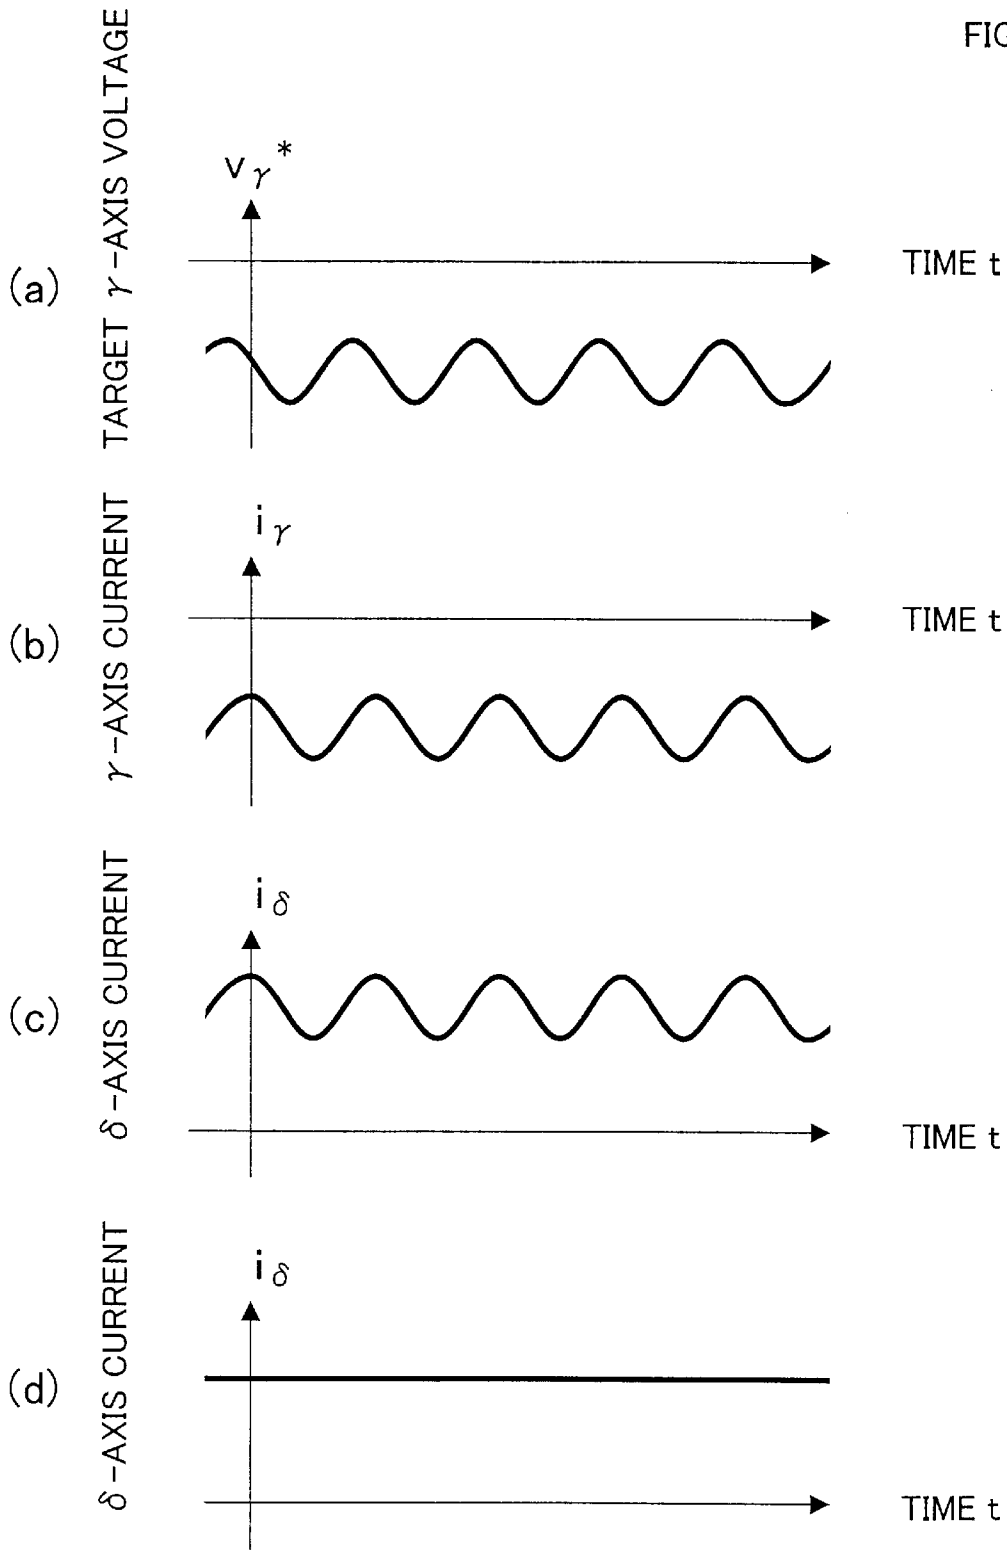 FIG
(a)
TARGET γ-AXIS VOLTAGE
vγ*
TIME t
(b)
γ-AXIS CURRENT
iγ
TIME t
(c)
δ-AXIS CURRENT
iδ
TIME t
(d)
δ-AXIS CURRENT
iδ
TIME t